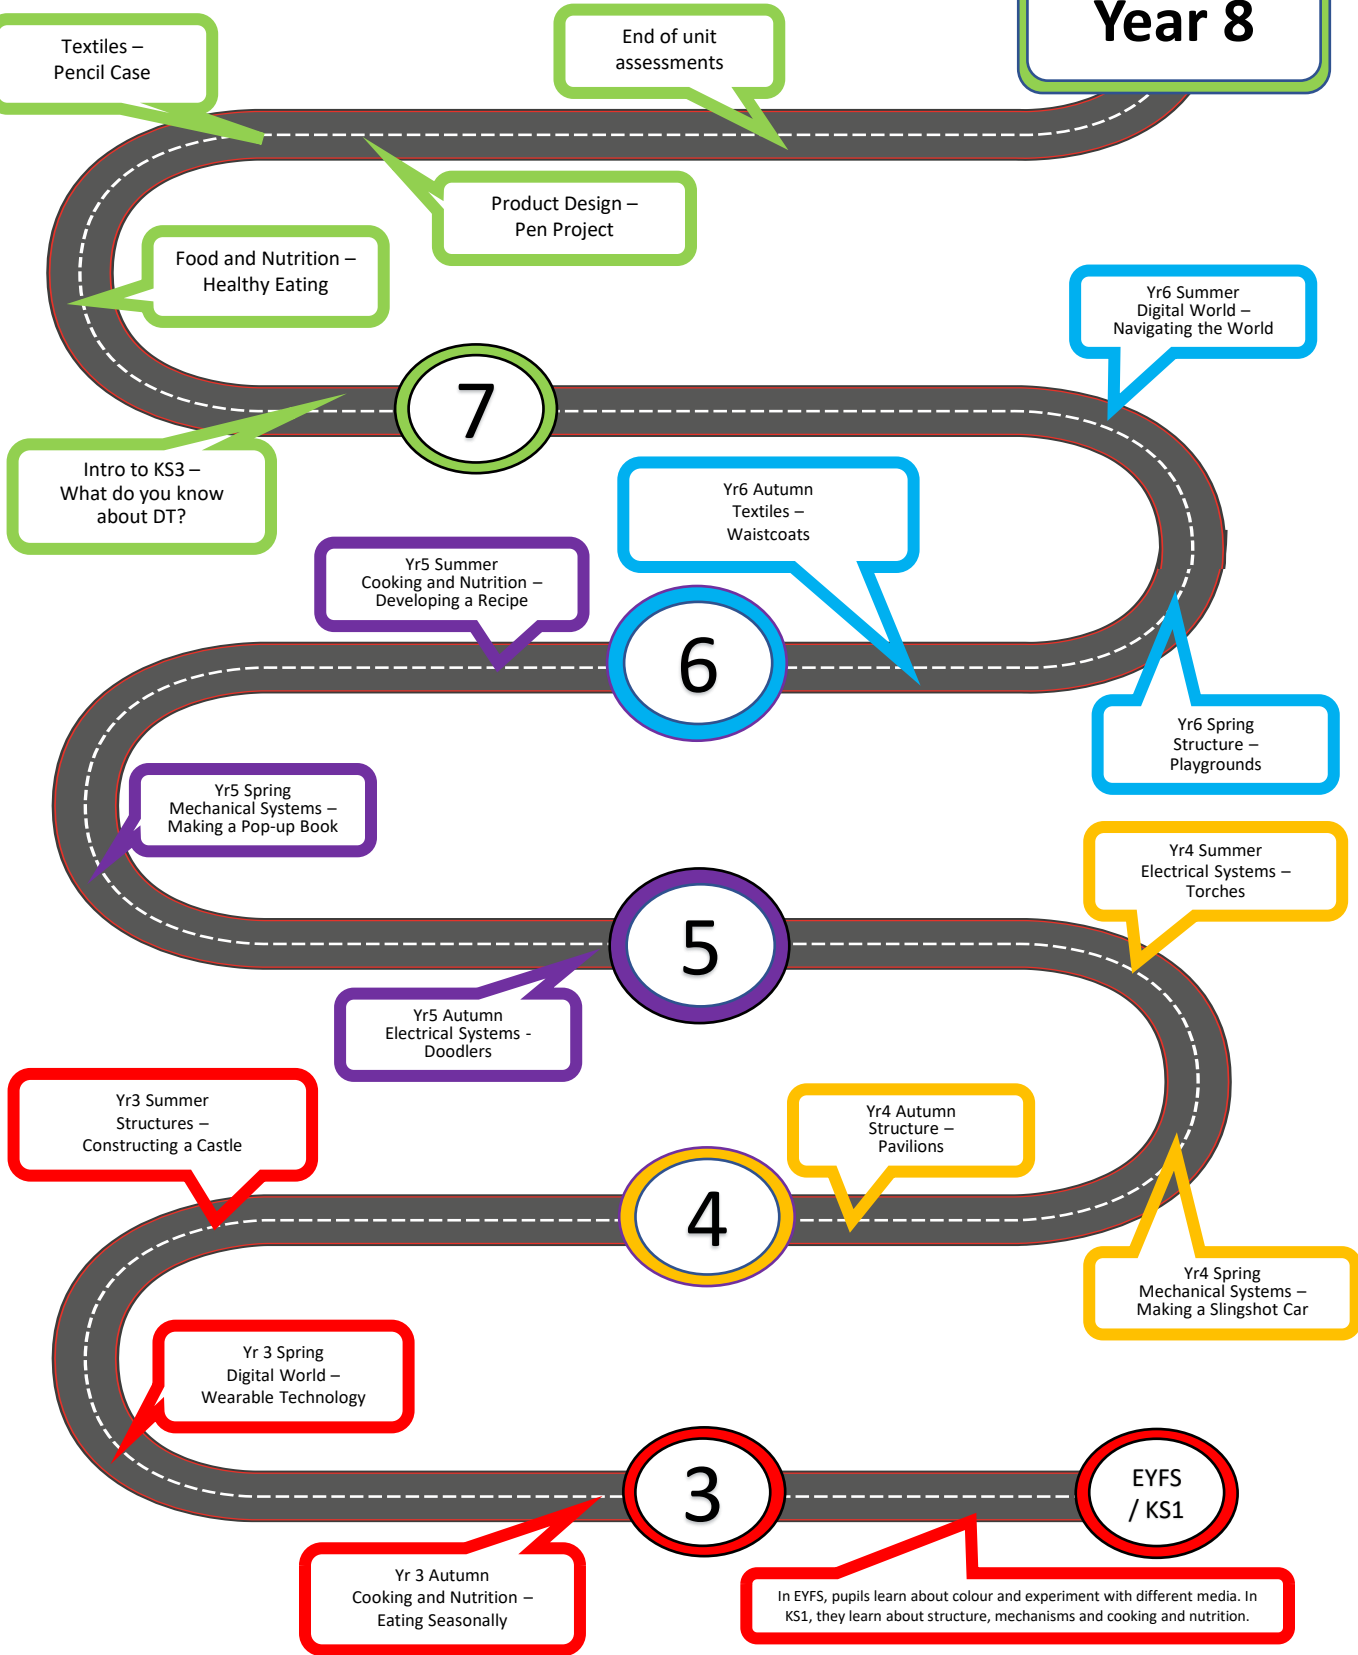 Year 8
Textiles –
Pencil Case
End of unit
assessments
Product Design –
Pen Project
Food and Nutrition –
Healthy Eating
Yr6 Summer
Digital World –
Navigating the World
7
Intro to KS3 –
What do you know
about DT?
Yr6 Autumn
Textiles –
Waistcoats
Yr5 Summer
Cooking and Nutrition –
Developing a Recipe
6
Yr6 Spring
Structure –
Playgrounds
Yr5 Spring
Mechanical Systems –
Making a Pop-up Book
Yr4 Summer
Electrical Systems –
Torches
5
Yr5 Autumn
Electrical Systems -
Doodlers
Yr3 Summer
Structures –
Constructing a Castle
Yr4 Autumn
Structure –
Pavilions
4
Yr4 Spring
Mechanical Systems –
Making a Slingshot Car
Yr 3 Spring
Digital World –
Wearable Technology
3
EYFS
/ KS1
Yr 3 Autumn
Cooking and Nutrition –
Eating Seasonally
In EYFS, pupils learn about colour and experiment with different media. In
KS1, they learn about structure, mechanisms and cooking and nutrition.